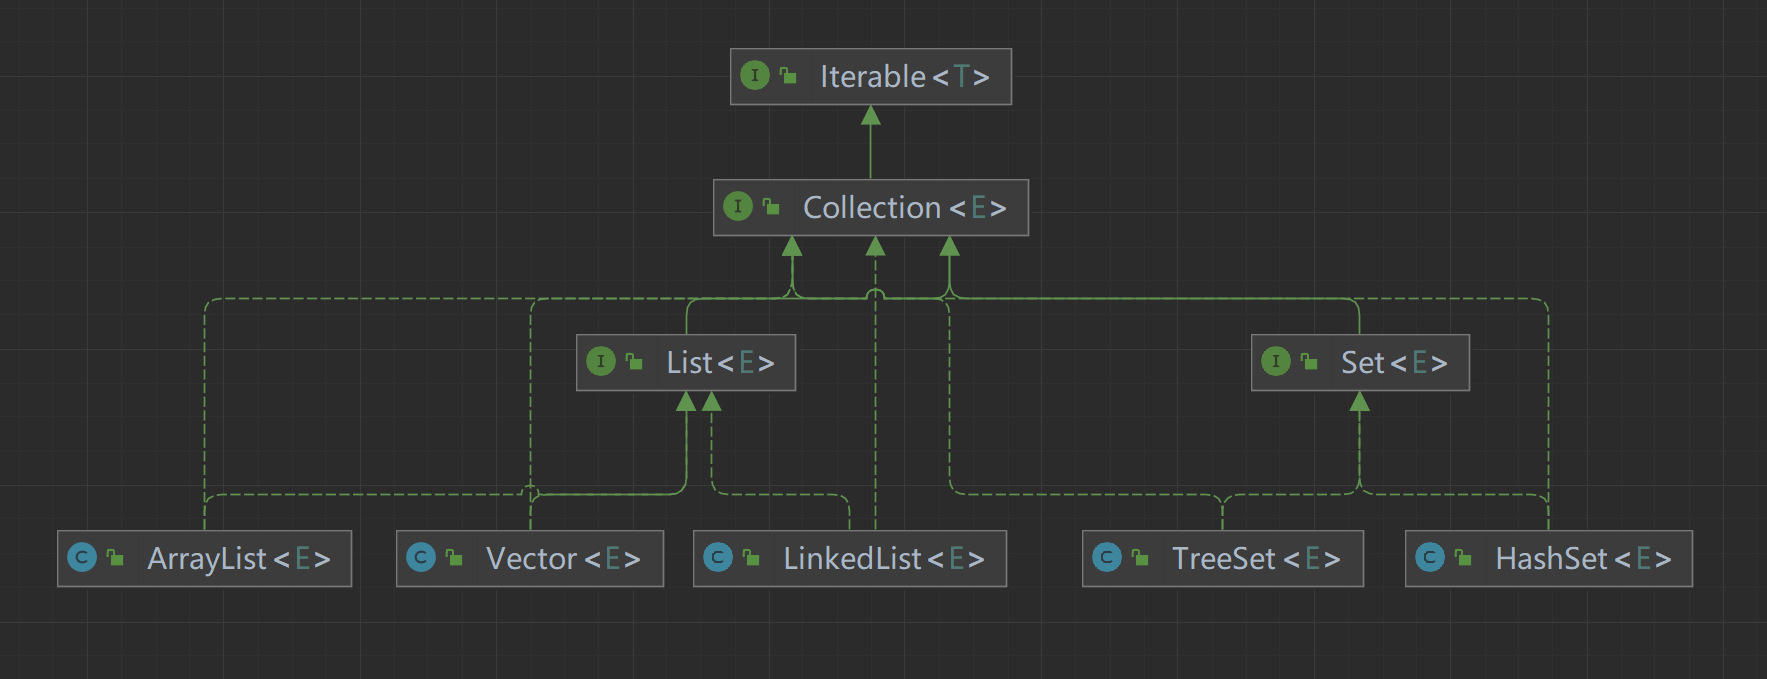 Iterable<T>
Collection<E>
List<E>
Set<E>
ArrayList<E>
Vector<E>
LinkedList<E>
TreeSet<E>
HashSet<E>